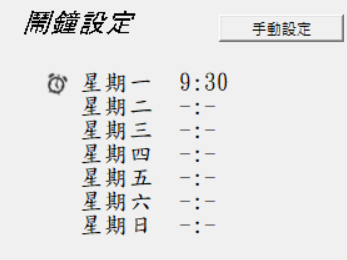 鬧鐘設定
手動設定
星期一 9:30
星期二 -:-
星期三 -:-
星期四 -:-
星期五 -:-
星期六 -:-
星期日 -:-